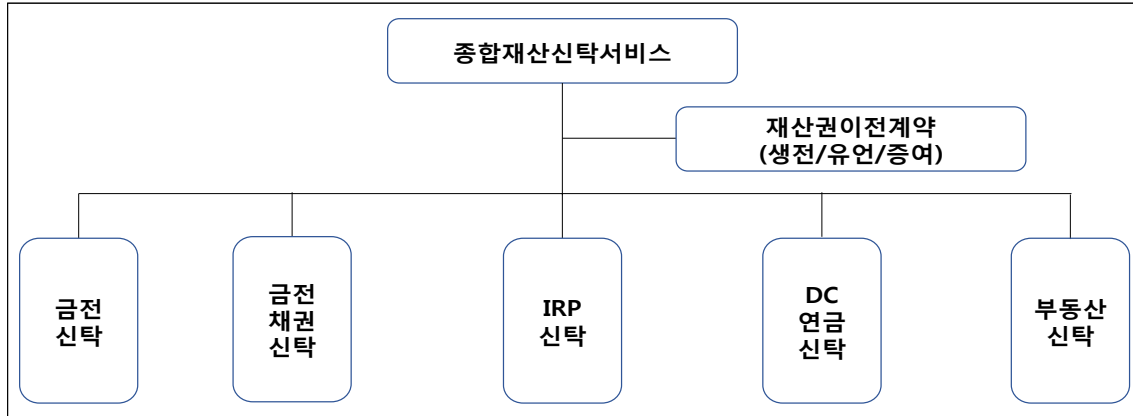 종합재산신탁서비스
재산권이전계약
(생전/유언/증여)
금전
신탁
금전
채권
신탁
IRP
신탁
DC
연금
신탁
부동산
신탁